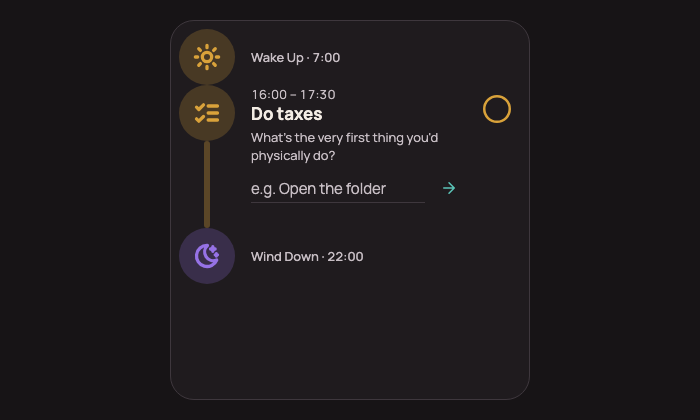 Wake Up · 7:00
16:00 – 17:30
Do taxes
What's the very first thing you'd
physically do?
e.g. Open the folder
Wind Down · 22:00